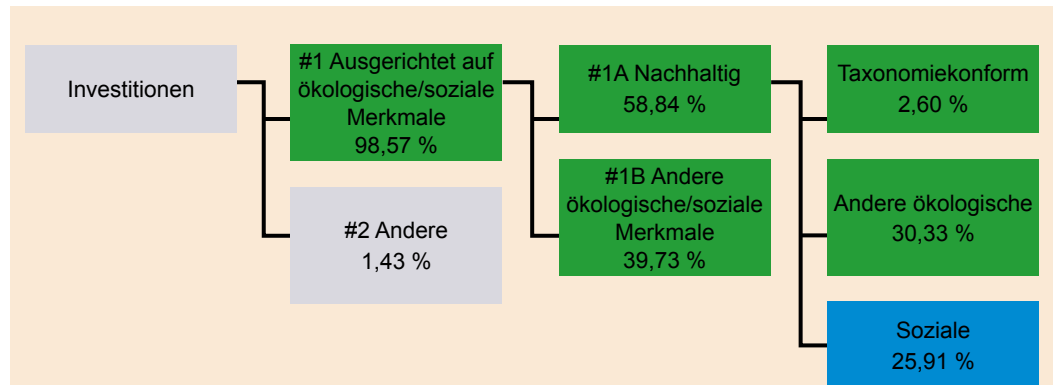 Investitionen
#1 Ausgerichtet auf
ökologische/soziale
Merkmale
98,57 %
#2 Andere
1,43 %
#1A Nachhaltig
58,84 %
#1B Andere
ökologische/soziale
Merkmale
39,73 %
Taxonomiekonform
2,60 %
Andere ökologische
30,33 %
Soziale
25,91 %